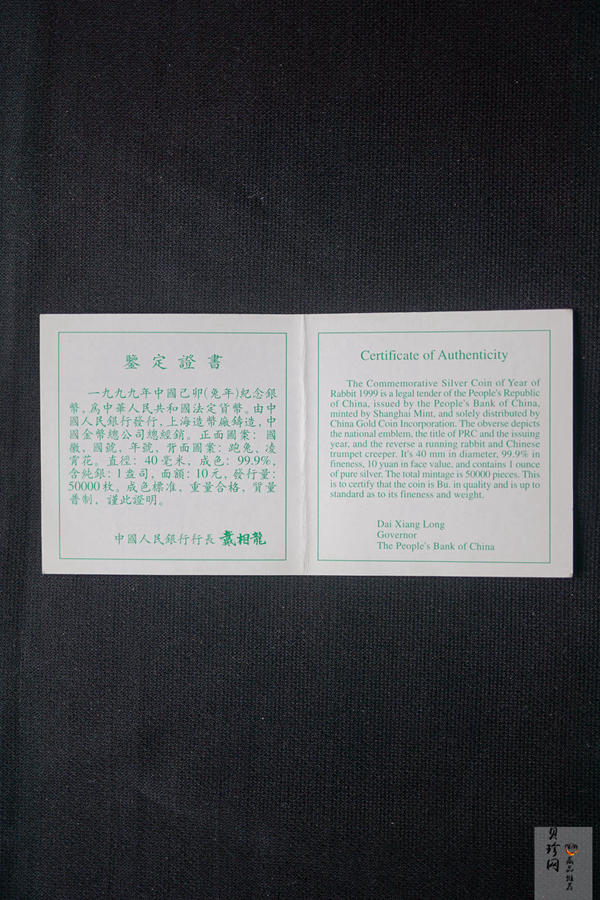 鑒定證書
一九九九年中國己卯(兔年)紀念銀
幣,爲中華人民共和國法定貨幣。由中
國人民銀行發行,上海造幣廠鑄造,中
國金幣總公司總經銷。正面圖案:國
徽、國號、年號,背面圖案:跑兔、凌
霄花。直徑:40毫米,成色:99.9%,
含純銀:1盎司,面額:10元,發行量:
50000枚。成色標准,重量合格,質量
普制,謹此證明。
中國人民銀行行長 戴相龍
Certificate of Authenticity
The Commemorative Silver Coin of Year of
Rabbit 1999 is a legal tender of the People's Republic
of China, issued by the People's Bank of China,
minted by Shanghai Mint, and solely distributed by
China Gold Coin Incorporation. The obverse depicts
the national emblem, the title of PRC and the issuing
year, and the reverse a running rabbit and Chinese
trumpet creeper. It's 40 mm in diameter, 99.9% in
fineness, 10 yuan in face value, and contains 1 ounce
of pure silver. The total mintage is 50000 pieces. This
is to certify that the coin is Bu. in quality and is up to
standard as to its fineness and weight.
Dai Xiang Long
Governor
The People's Bank of China
贝珍网
藏品推荐